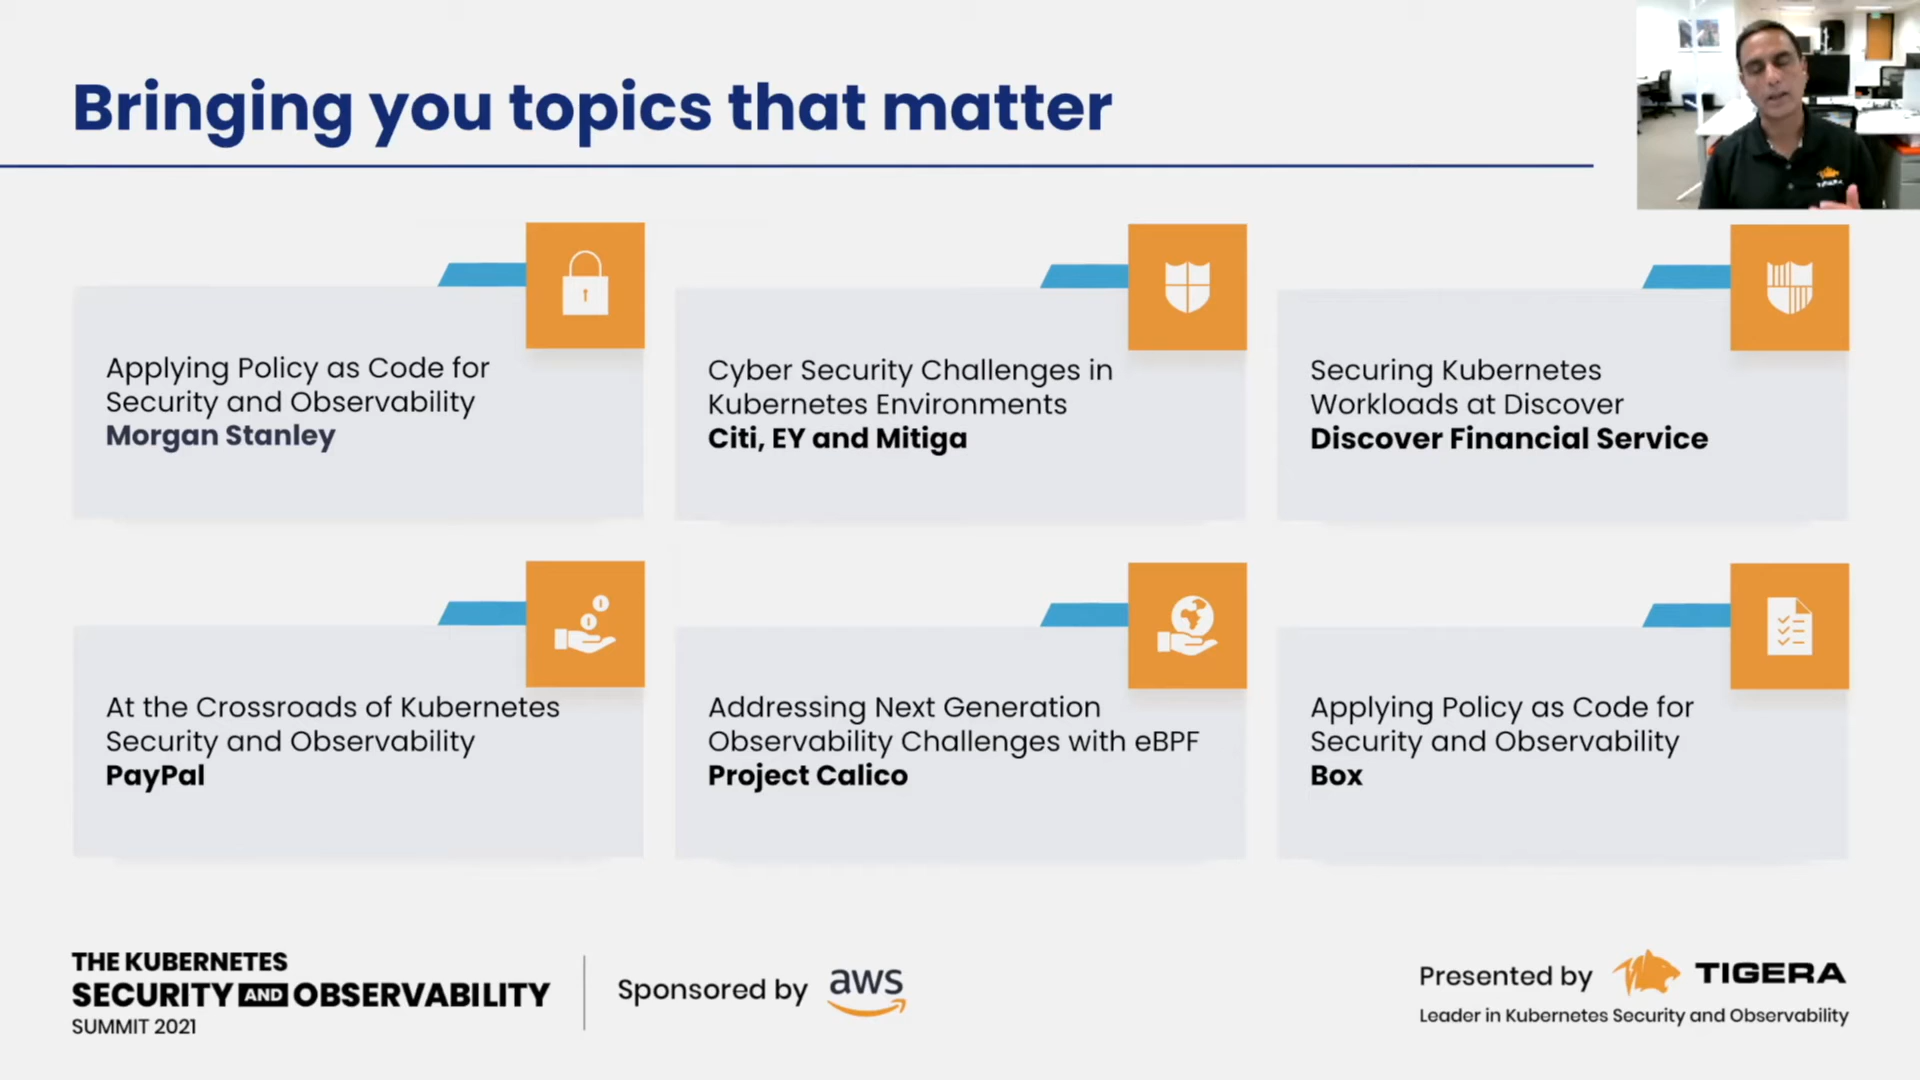 Bringing you topics that matter
Applying Policy as Code for
Security and Observability
Morgan Stanley
Cyber Security Challenges in
Kubernetes Environments
Citi, EY and Mitiga
Securing Kubernetes
Workloads at Discover
Discover Financial Service
At the Crossroads of Kubernetes
Security and Observability
PayPal
Addressing Next Generation
Observability Challenges with eBPF
Project Calico
Applying Policy as Code for
Security and Observability
Box
THE KUBERNETES
SECURITY AND OBSERVABILITY
SUMMIT 2021
Sponsored by aws
Presented by TIGERA
Leader in Kubernetes Security and Observability